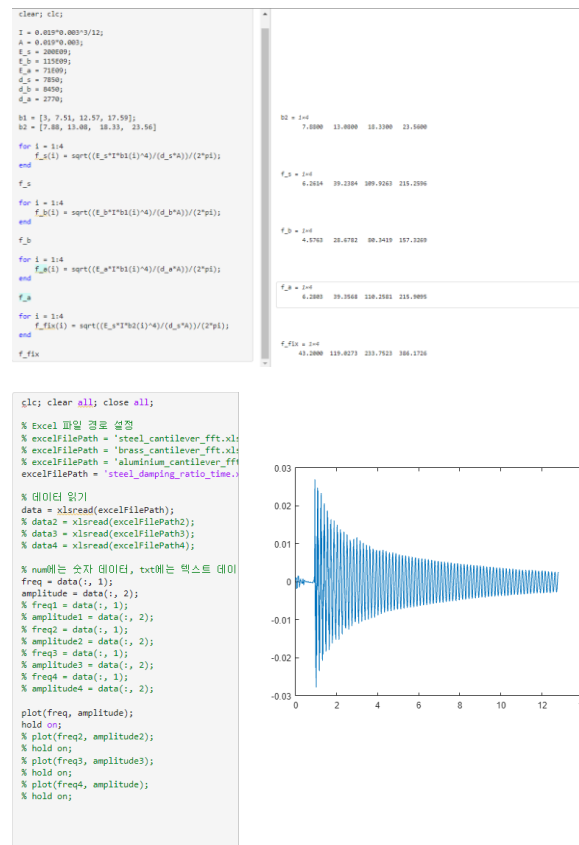 clear; clc;
I = 0.019*0.003^3/12;
A = 0.019*0.003;
E_s = 200E09;
E_b = 115E09;
E_a = 71E09;
d_s = 7850;
d_b = 8450;
d_a = 2770;
b1 = [3, 7.51, 12.57, 17.59];
b2 = [7.88, 13.08,  18.33,  23.56]
for i = 1:4
f_s(i) = sqrt((E_s*I*b1(i)^4)/(d_s*A))/(2*pi);
end
f_s
for i = 1:4
f_b(i) = sqrt((E_b*I*b1(i)^4)/(d_b*A))/(2*pi);
end
f_b
for i = 1:4
f_a(i) = sqrt((E_a*I*b1(i)^4)/(d_a*A))/(2*pi);
end
f_a
for i = 1:4
f_fix(i) = sqrt((E_s*I*b2(i)^4)/(d_s*A))/(2*pi);
end
f_fix
b2 = 1×4
7.8800 13.0800 18.3300 23.5600
f_s = 1×4
6.2614 39.2384 109.9263 215.2596
f_b = 1×4
4.5763 28.6782 80.3419 157.3269
f_a = 1×4
6.2803 39.3568 110.2581 215.9095
f_fix = 1×4
43.2000 119.0273 233.7523 386.1726
clc; clear all; close all;
% Excel 파일 경로 설정
% excelFilePath = 'steel_cantilever_fft.xls
% excelFilePath = 'brass_cantilever_fft.xls
% excelFilePath = 'aluminium_cantilever_fft
excelFilePath = 'steel_damping_ratio_time.x
% 데이터 읽기
data = xlsread(excelFilePath);
% data2 = xlsread(excelFilePath2);
% data3 = xlsread(excelFilePath3);
% data4 = xlsread(excelFilePath4);
% num에는 숫자 데이터, txt에는 텍스트 데이
freq = data(:, 1);
amplitude = data(:, 2);
% freq1 = data(:, 1);
% amplitude1 = data(:, 2);
% freq2 = data(:, 1);
% amplitude2 = data(:, 2);
% freq3 = data(:, 1);
% amplitude3 = data(:, 2);
% freq4 = data(:, 1);
% amplitude4 = data(:, 2);
plot(freq, amplitude);
hold on;
% plot(freq2, amplitude2);
% hold on;
% plot(freq3, amplitude3);
% hold on;
% plot(freq4, amplitude);
% hold on;
0.03
0.02
0.01
0
-0.01
-0.02
-0.03
0 2 4 6 8 10 12